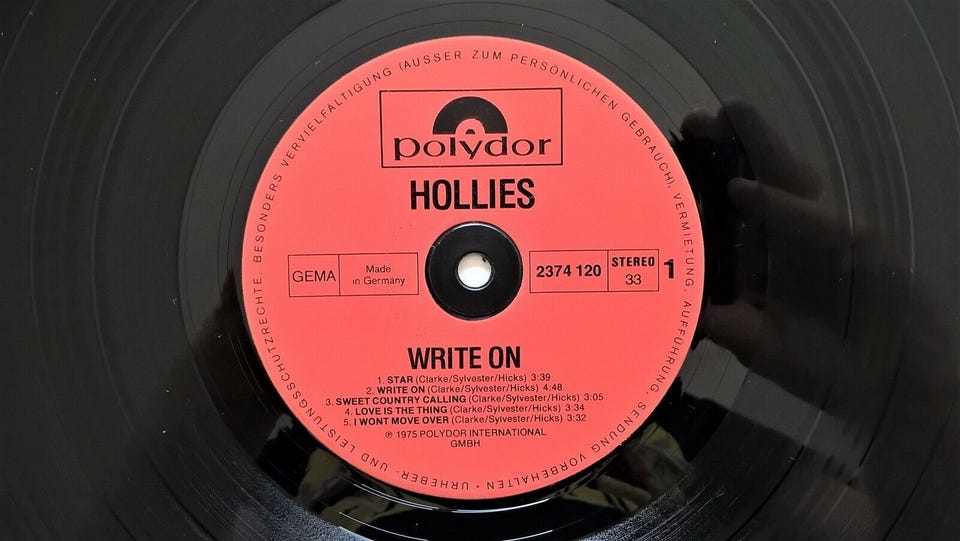 URHEBER- UND LEISTUNGSSCHUTZRECHTE. BESONDERS VERVIELFÄLTIGUNG (AUSSER ZUM PERSÖNLICHEN GEBRAUCH), VERMIETUNG, AUFFÜHRUNG, SENDUNG VORBEHALTEN •
polydor
HOLLIES
GEMA
Made
in Germany
2374 120
STEREO
33
1
WRITE ON
1. STAR (Clarke/Sylvester/Hicks) 3:39
2. WRITE ON (Clarke/Sylvester/Hicks) 4:48
3. SWEET COUNTRY CALLING (Clarke/Sylvester/Hicks) 3:05
4. LOVE IS THE THING (Clarke/Sylvester/Hicks) 3:34
5. I WONT MOVE OVER (Clarke/Sylvester/Hicks) 3:32
℗ 1975 POLYDOR INTERNATIONAL
GMBH